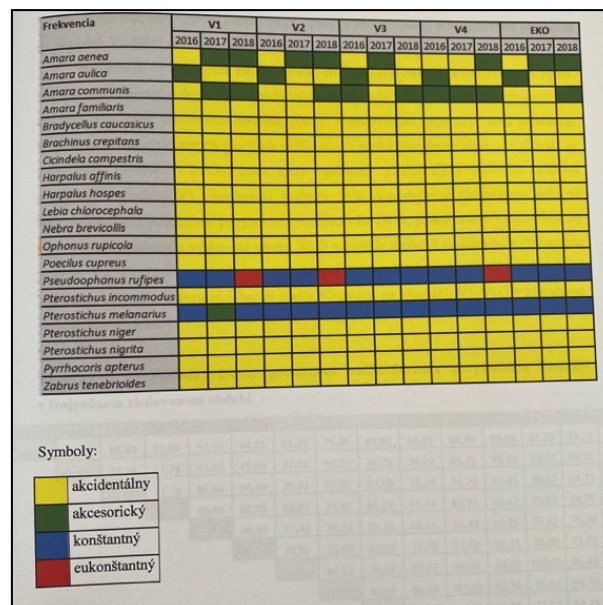 Frekvencia V1 V2 V3 V4 EKO
2016 2017 2018 2016 2017 2018 2016 2017 2018 2016 2017 2018 2016 2017 2018
Amara aenea
Amara aulica
Amara communis
Amara familiaris
Bradycellus caucasicus
Brachinus crepitans
Cicindela campestris
Harpalus affinis
Harpalus hospes
Lebia chlorocephala
Nebra brevicollis
Ophonus rupicola
Poecilus cupreus
Pseudoophonus rufipes
Pterostichus incommodus
Pterostichus melanarius
Pterostichus niger
Pterostichus nigrita
Pyrrhocoris apterus
Zabrus tenebrioides
Symboly:
akcidentálny
akcesorický
konštantný
eukonštantný